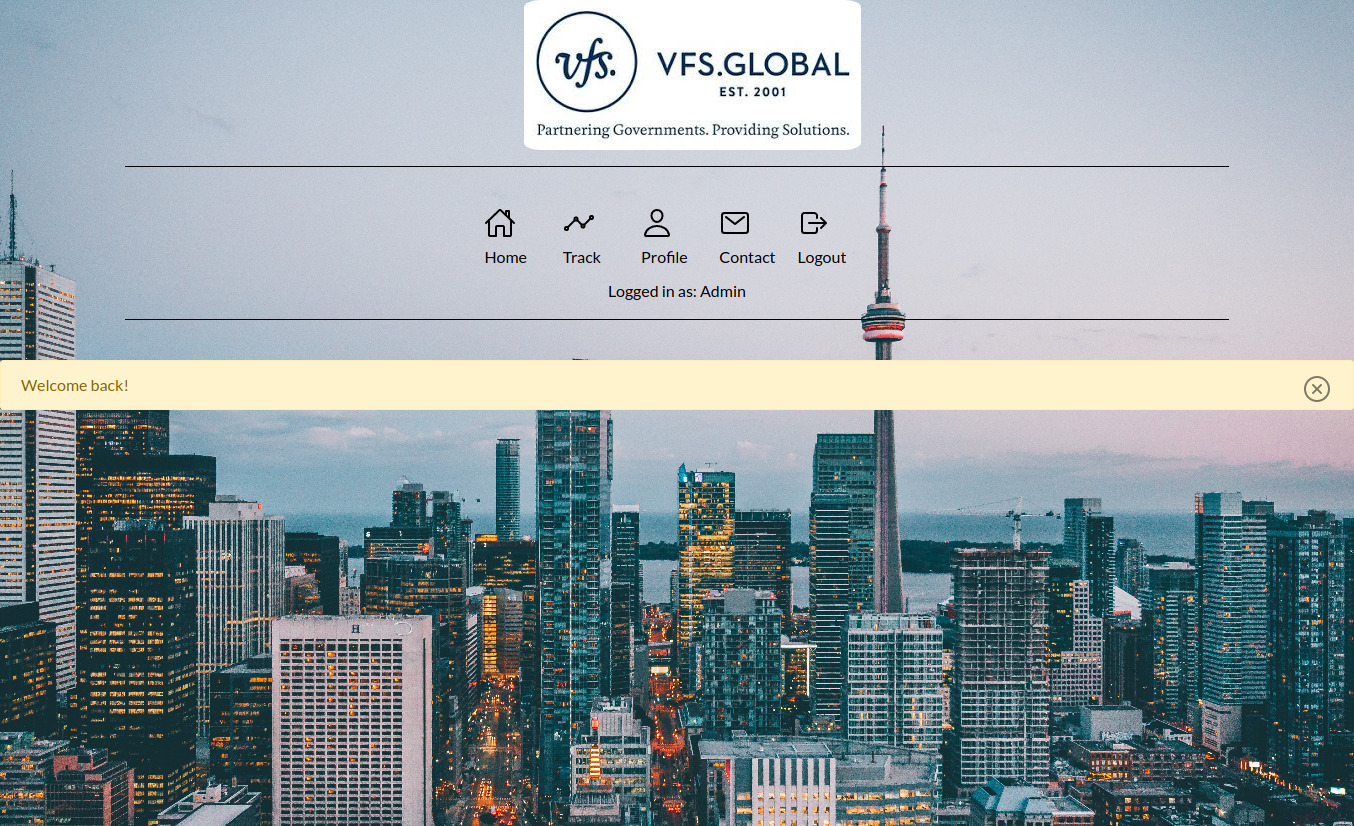 vfs.
VFS.GLOBAL
EST. 2001
Partnering Governments. Providing Solutions.
Home
Track
Profile
Contact
Logout
Logged in as: Admin
Welcome back!
H